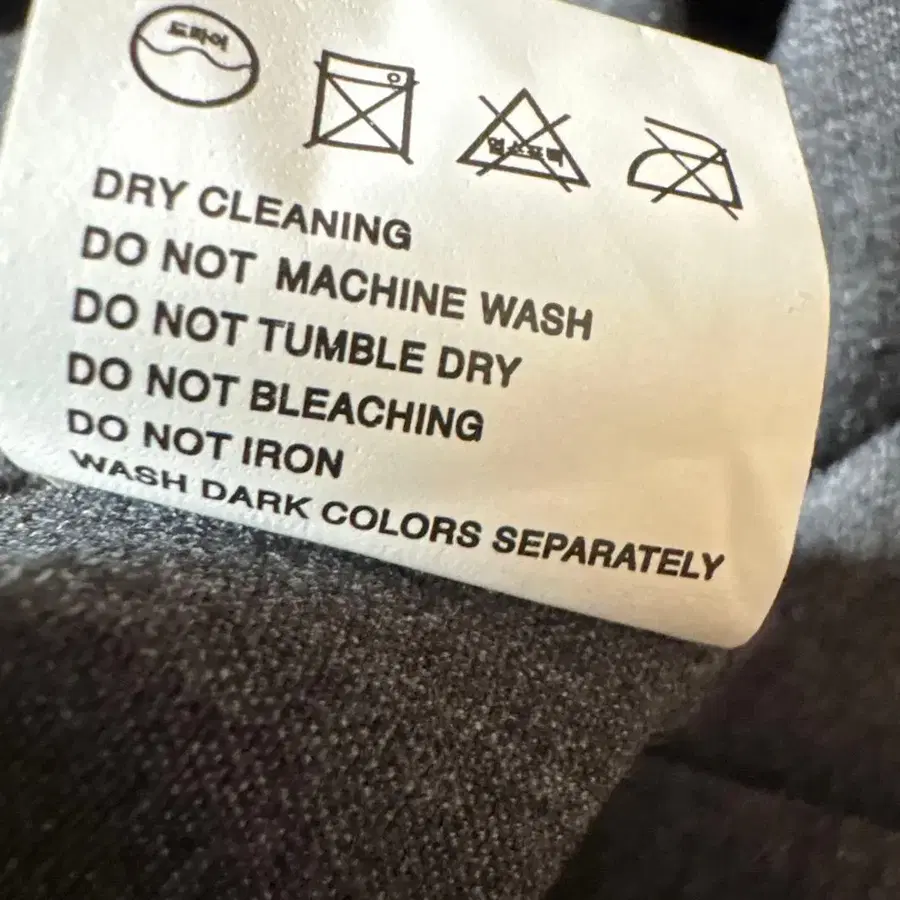 드라이
염소표백
DRY CLEANING
DO NOT MACHINE WASH
DO NOT TUMBLE DRY
DO NOT BLEACHING
DO NOT IRON
WASH DARK COLORS SEPARATELY